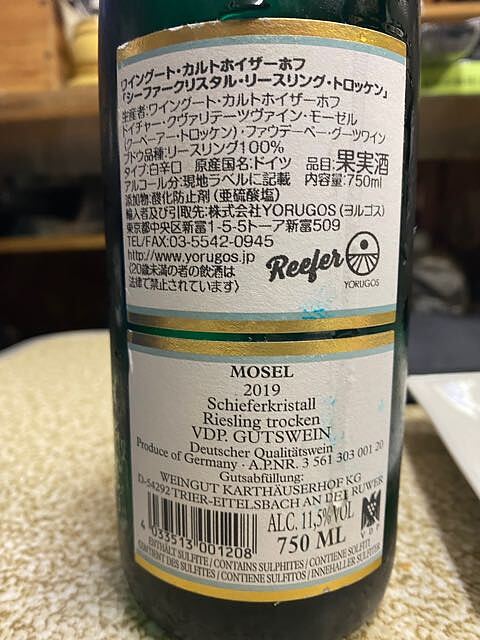 ワイングート・カルトホイザーホフ
「シーファークリスタル・リースリング・トロッケン」
生産者:ワイングート・カルトホイザーホフ
ドイチャー・クヴァリテーツヴァイン・モーゼル
(クーベーアー・トロッケン)・ファウデーペー・グーツワイン
ブドウ品種:リースリング100%
タイプ:白辛口 原産国名:ドイツ 品目:果実酒
アルコール分:現地ラベルに記載 内容量:750ml
添加物:酸化防止剤(亜硫酸塩)
輸入者及び引取先:株式会社YORUGOS(ヨルゴス)
東京都中央区新富1-5-5トーア新富509
TEL/FAX:03-5542-0945
http://www.yorugos.jp
〈20歳未満の者の飲酒は
法律で禁止されています〉
Reefer
YORUGOS
MOSEL
2019
Schieferkristall
Riesling trocken
VDP. GUTSWEIN
Deutscher Qualitätswein
Produce of Germany · A.P.NR. 3 561 303 001 20
Gutsabfüllung:
WEINGUT KARTHÄUSERHOF KG
D-54292 TRIER-EITELSBACH AN DER RUWER
ALC. 11,5% VOL
750 ML
VDP
4 033513 001208
ENTHÄLT SULFITE / CONTAINS SULPHITES / CONTIENE SOLFITI
CONTIENT DES SULFITES / CONTIENE SULFITOS / INNEHALLER SULFITER